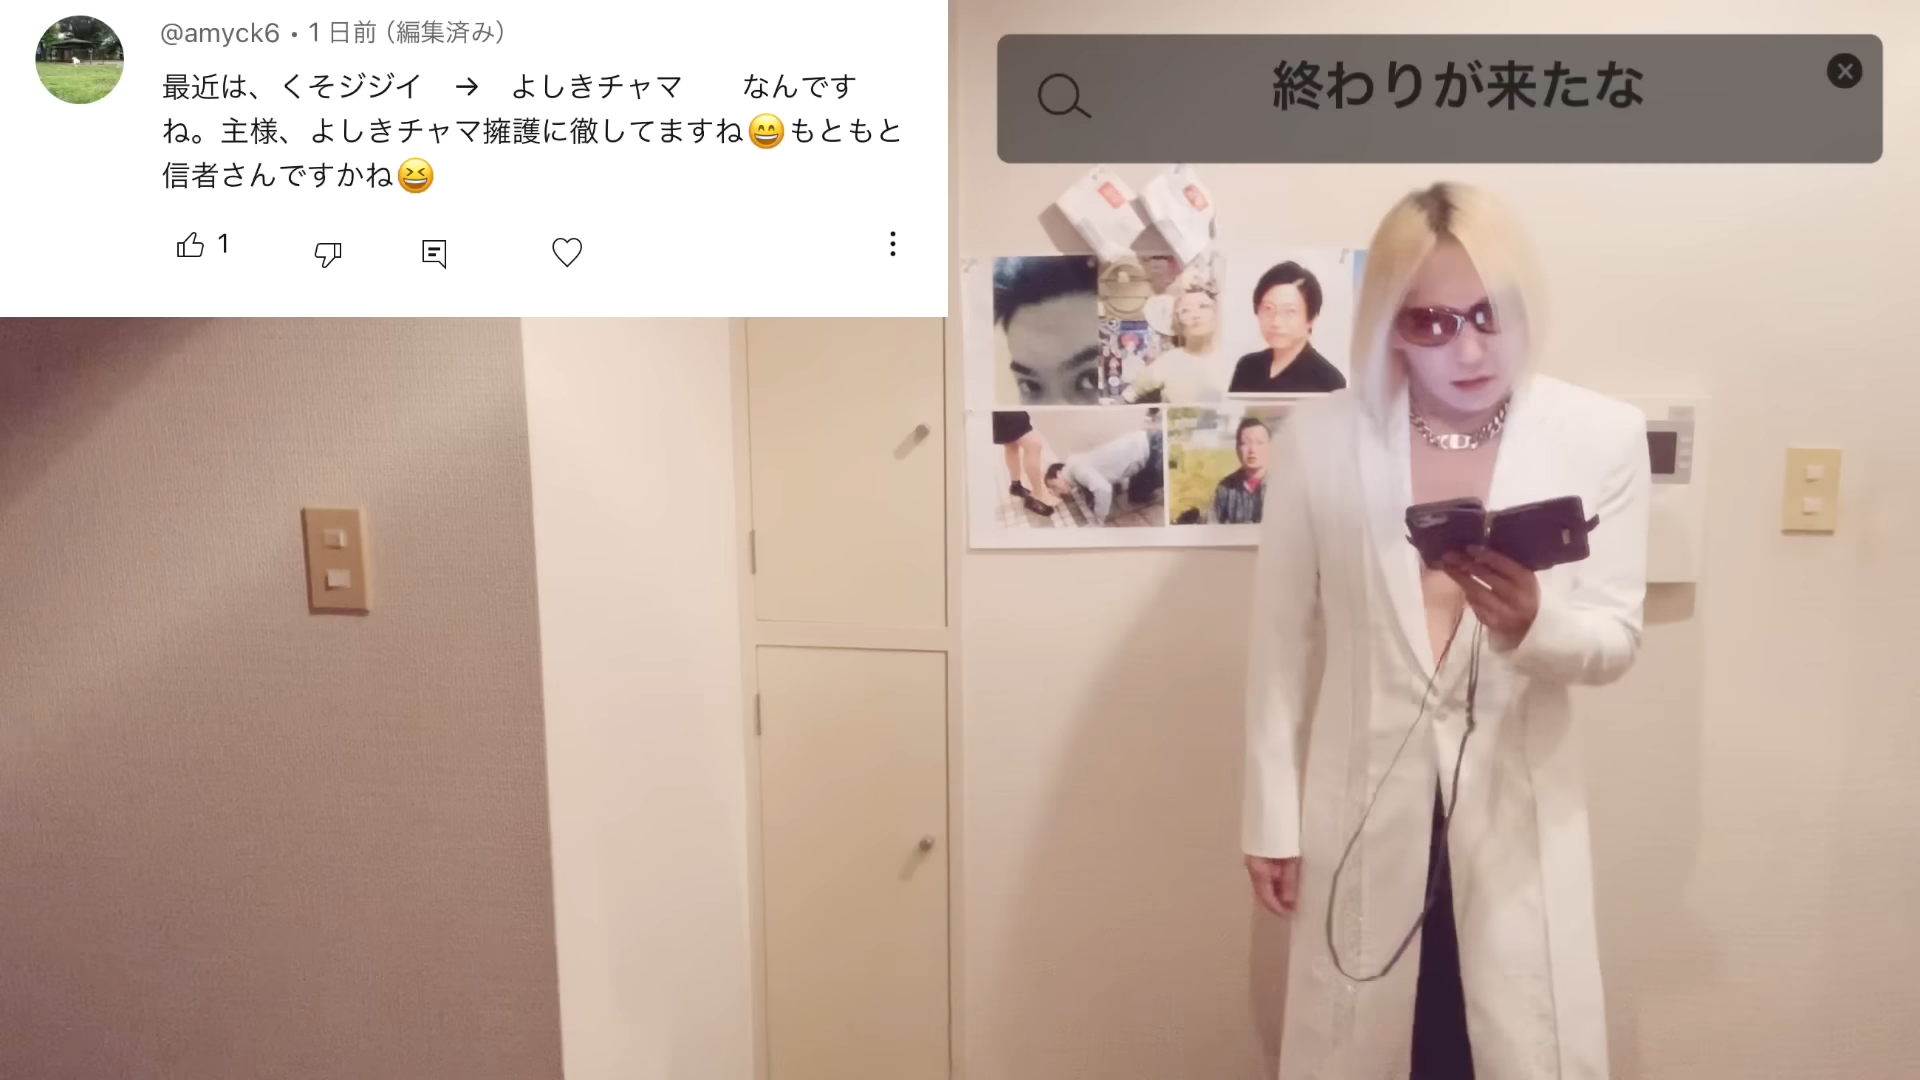 @amyck6・1 日前（編集済み）
最近は、くそジジイ　→　よしきチャマ　　なんです
ね。主様、よしきチャマ擁護に徹してますね😄もともと
信者さんですかね😆
1
終わりが来たな